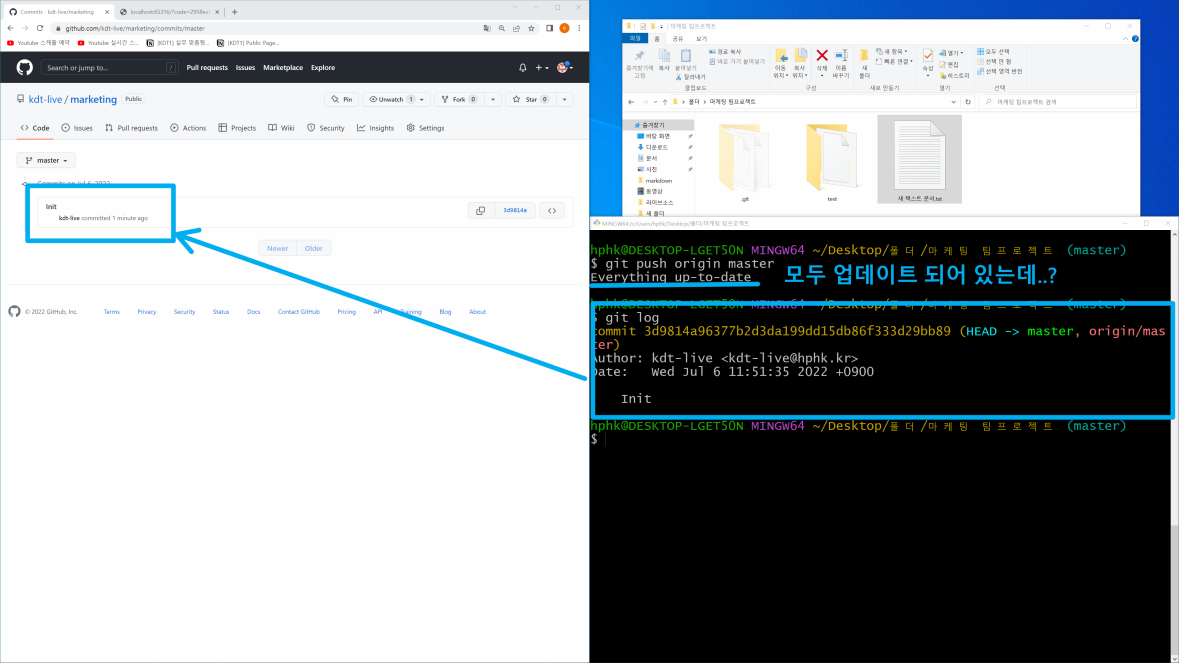 Commits · kdt-live/marketing
localhost:65316/?code=2958e
github.com/kdt-live/marketing/commits/master
Youtube 스케줄 예약
Youtube 실시간 스...
[KDT1] 실무 맞춤형...
[KDT1] Public Page...
Search or jump to...
/
Pull requests
Issues
Marketplace
Explore
kdt-live / marketing
Public
Pin
Unwatch 1
Fork 0
Star 0
Code
Issues
Pull requests
Actions
Projects
Wiki
Security
Insights
Settings
master
Commits on Jul 6, 2022
Init
kdt-live committed 1 minute ago
3d9814a
Newer
Older
© 2022 GitHub, Inc.
Terms
Privacy
Security
Status
Docs
Contact GitHub
Pricing
API
Training
Blog
About
마케팅 팀프로젝트
파일
홈
공유
보기
즐겨찾기에 고정
복사
붙여넣기
경로 복사
바로 가기 붙여넣기
잘라내기
클립보드
이동 위치
복사 위치
삭제
이름 바꾸기
구성
새 폴더
새 항목
빠른 연결
새로 만들기
속성
열기
편집
히스토리
열기
모두 선택
선택 안 함
선택 영역 반전
선택
폴더 > 마케팅 팀프로젝트
마케팅 팀프로젝트 검색
즐겨찾기
바탕 화면
다운로드
문서
사진
markdown
동영상
라이브소스
새 폴더
.git
test
새 텍스트 문서.txt
MINGW64:/c/Users/hphk/Desktop/폴더/마케팅 팀프로젝트
hphk@DESKTOP-LGET50N MINGW64 ~/Desktop/폴더/마케팅 팀프로젝트 (master)
$ git push origin master
Everything up-to-date
모두 업데이트 되어 있는데..?
hphk@DESKTOP-LGET50N MINGW64 ~/Desktop/폴더/마케팅 팀프로젝트 (master)
$ git log
commit 3d9814a96377b2d3da199dd15db86f333d29bb89 (HEAD -> master, origin/mas
ter)
Author: kdt-live <kdt-live@hphk.kr>
Date:   Wed Jul 6 11:51:35 2022 +0900
Init
hphk@DESKTOP-LGET50N MINGW64 ~/Desktop/폴더/마케팅 팀프로젝트 (master)
$